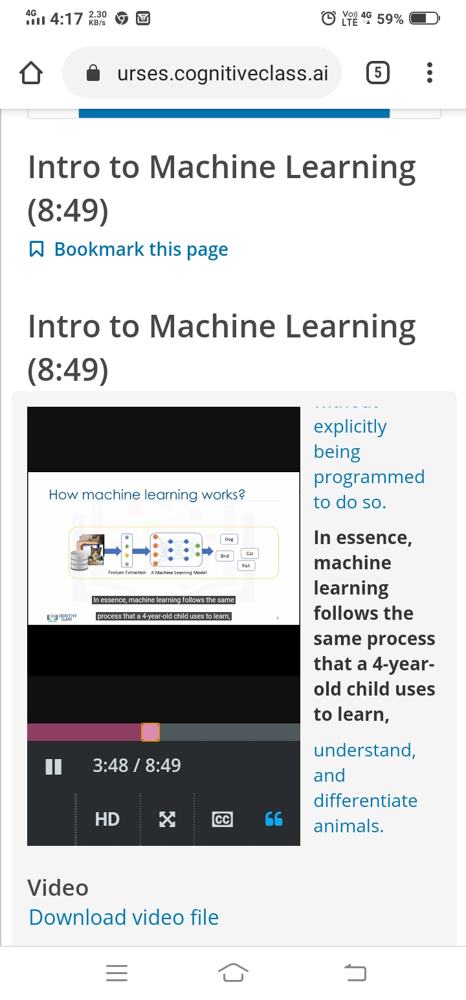 4G 4:17 2.30 KB/s Vo)) LTE 4G 59%
urses.cognitiveclass.ai 5
Intro to Machine Learning
(8:49)
Bookmark this page
Intro to Machine Learning
(8:49)
How machine learning works?
Dog
Bird
Cat
Fish
Feature Extraction A Machine Learning Model
In essence, machine learning follows the same
process that a 4-year-old child uses to learn,
COGNITIVE
CLASS
3:48 / 8:49
HD CC
explicitly
being
programmed
to do so.
In essence,
machine
learning
follows the
same process
that a 4-year-
old child uses
to learn,
understand,
and
differentiate
animals.
Video
Download video file